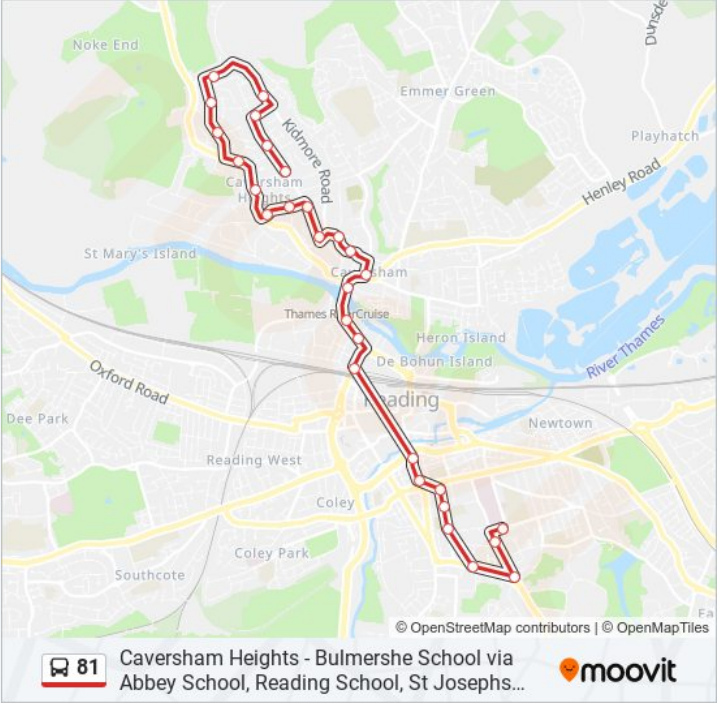 Noke End
Dunsde
Emmer Green
Playhatch
Kidmore Road
Henley Road
Caversham
Heights
St Mary's Island
Caversham
Thames RiverCruise
Heron Island
De Bohun Island
River Thames
Oxford Road
Reading
Dee Park
Newtown
Reading West
Coley
Coley Park
Southcote
Fa
© OpenStreetMap contributors | © OpenMapTiles
81
Caversham Heights - Bulmershe School via
Abbey School, Reading School, St Josephs...
moovit